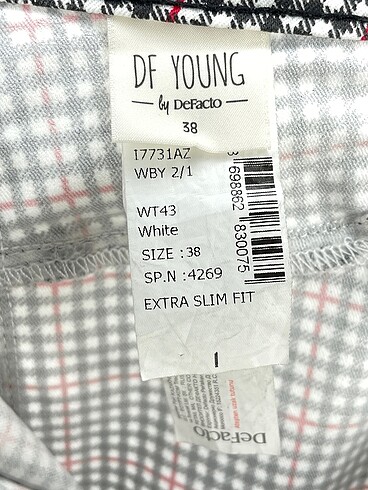 DF YOUNG
by DeFacto
38
I7731AZ
WBY 2/1
WT43
White
SIZE : 38
SP.N : 4269
EXTRA SLIM FIT
698862
830075
1
DeFacto